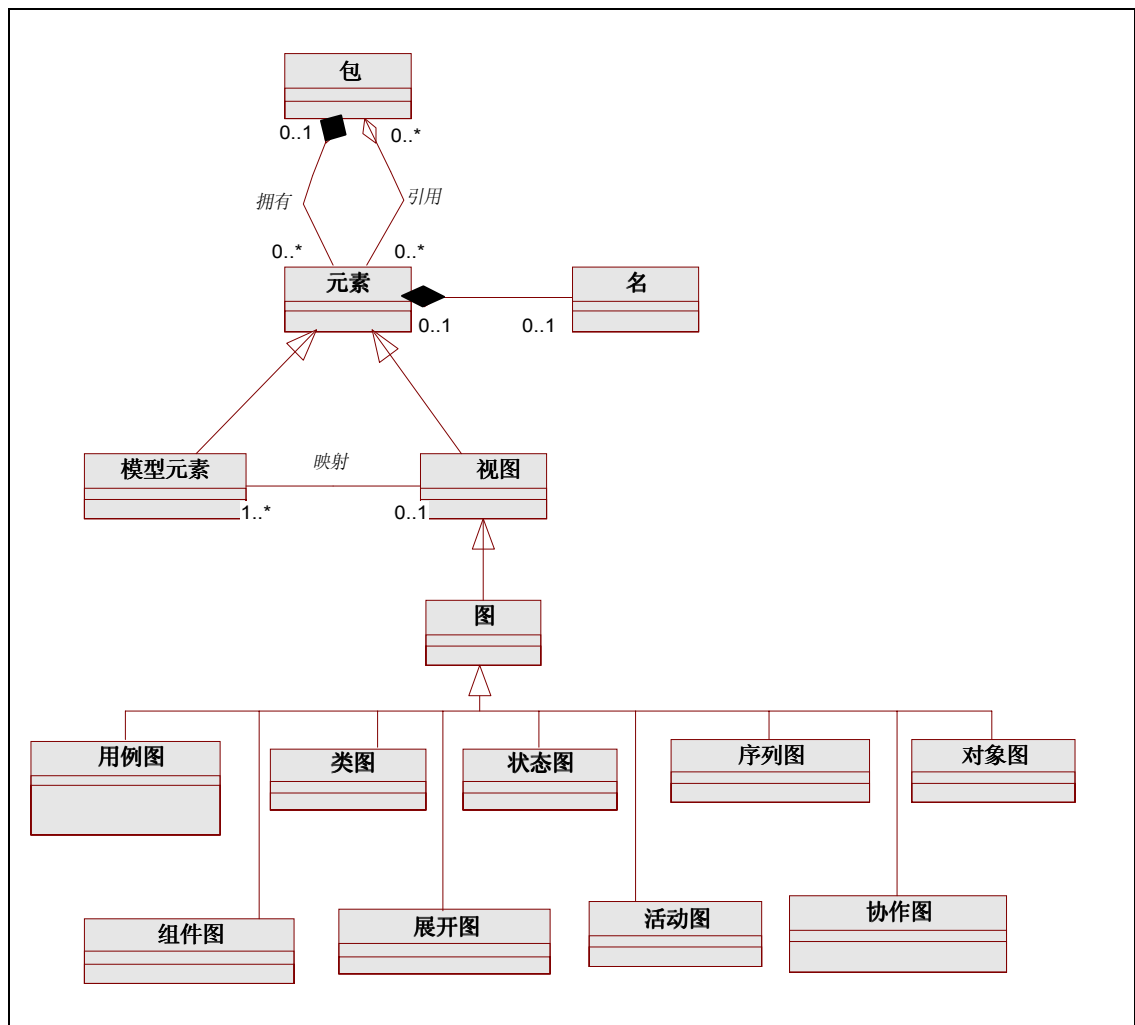 包
0..1
0..*
拥有
引用
0..*
0..*
元素
名
0..1
0..1
模型元素
映射
视图
1..*
0..1
图
用例图
类图
状态图
序列图
对象图
组件图
展开图
活动图
协作图